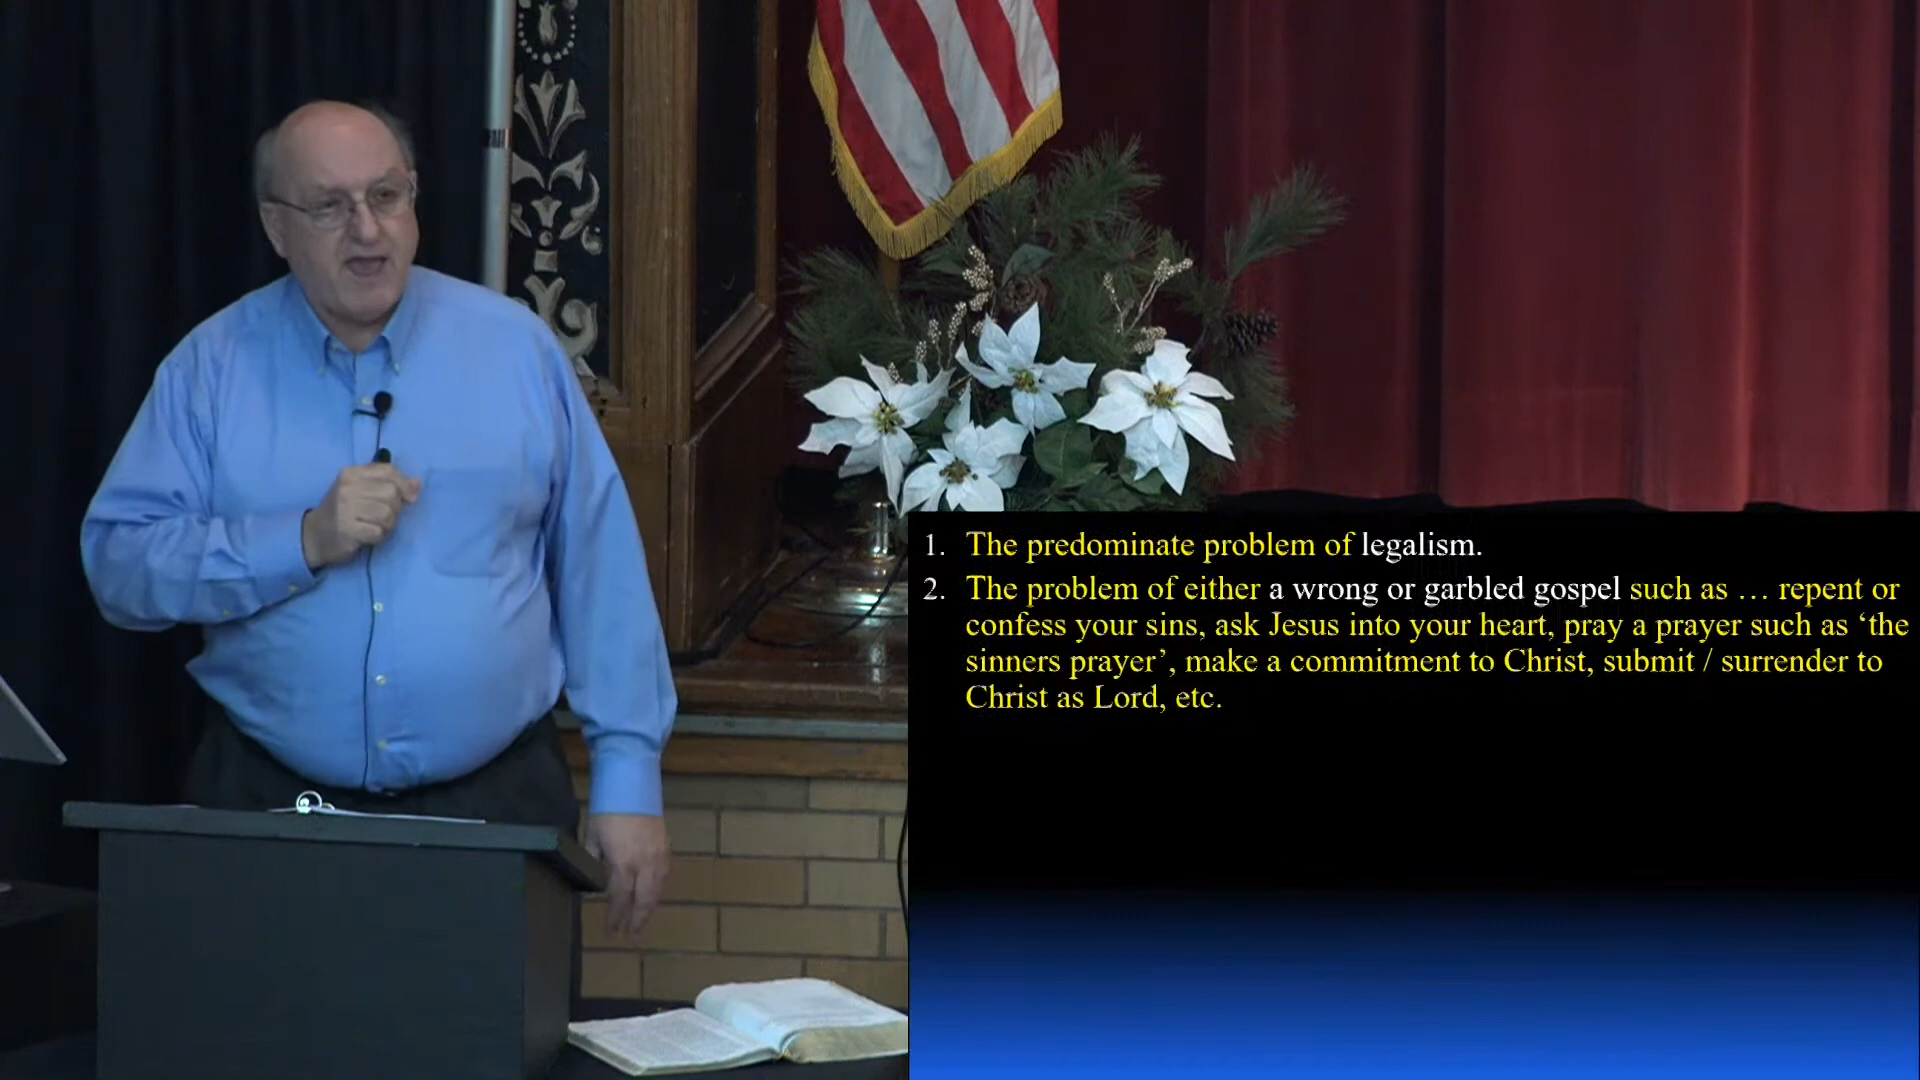 1. The predominate problem of legalism.
2. The problem of either a wrong or garbled gospel such as … repent or
confess your sins, ask Jesus into your heart, pray a prayer such as ‘the
sinners prayer’, make a commitment to Christ, submit / surrender to
Christ as Lord, etc.